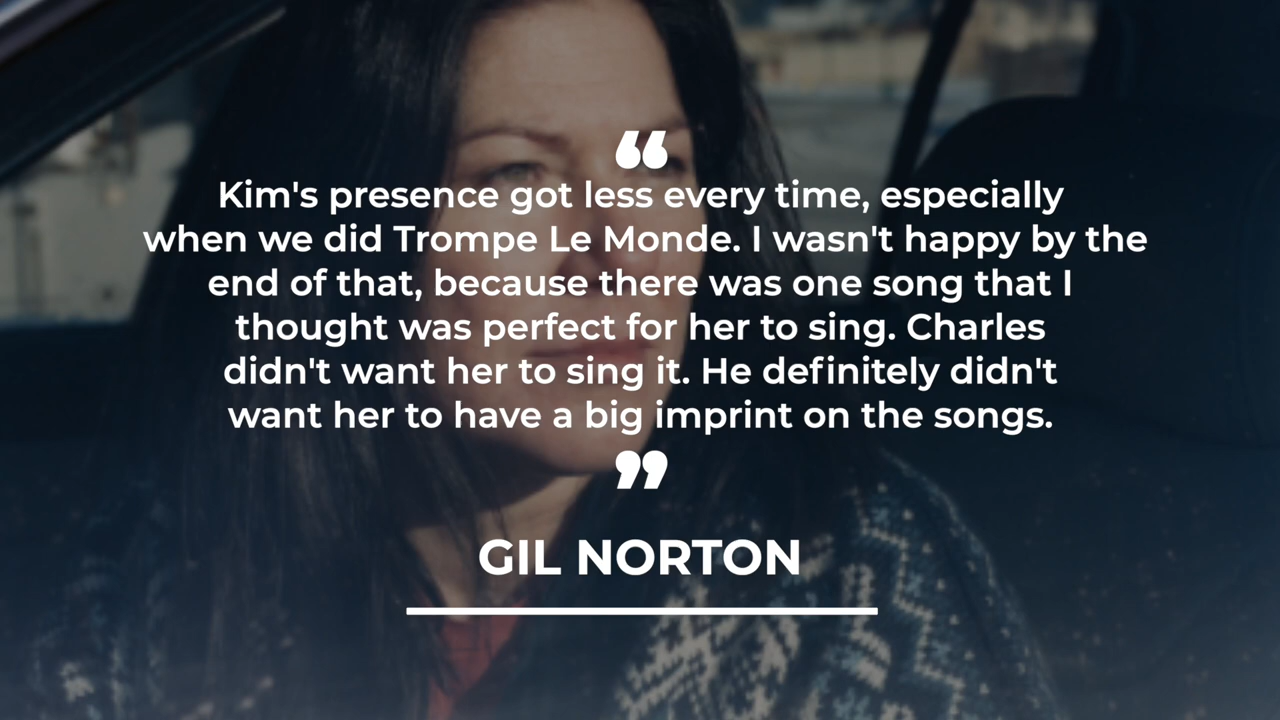 “
Kim's presence got less every time, especially
when we did Trompe Le Monde. I wasn't happy by the
end of that, because there was one song that I
thought was perfect for her to sing. Charles
didn't want her to sing it. He definitely didn't
want her to have a big imprint on the songs.
”
GIL NORTON